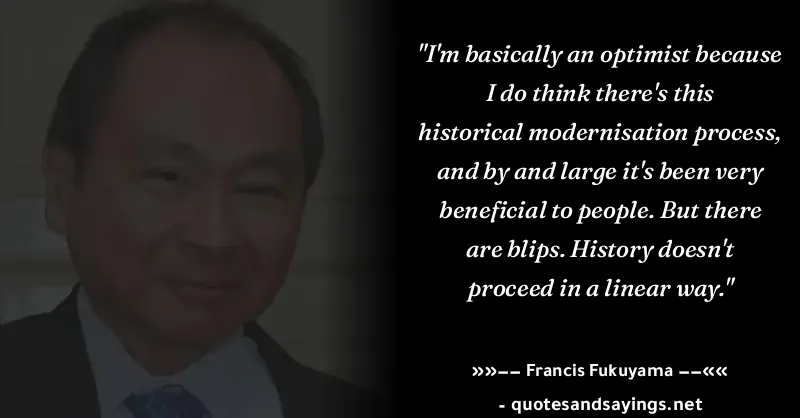 "I'm basically an optimist because
I do think there's this
historical modernisation process,
and by and large it's been very
beneficial to people. But there
are blips. History doesn't
proceed in a linear way."
»»−− Francis Fukuyama −−««
- quotesandsayings.net